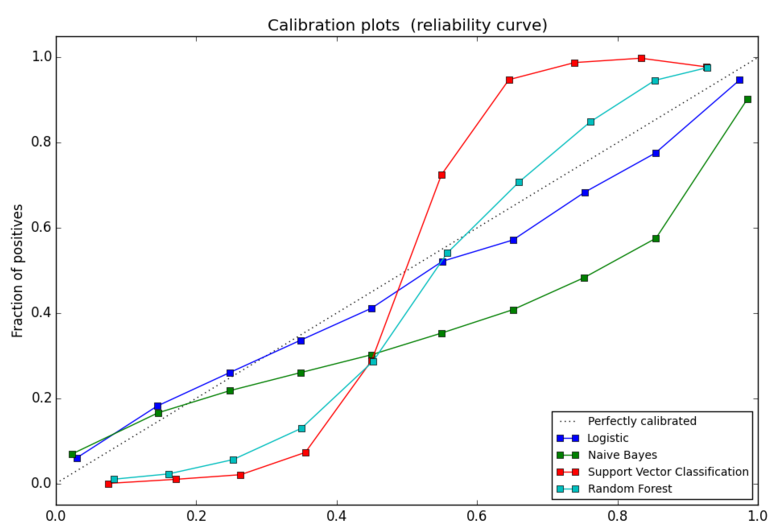 Calibration plots (reliability curve)
Fraction of positives
1.0
0.8
0.6
0.4
0.2
0.0
0.0 0.2 0.4 0.6 0.8 1.0
Perfectly calibrated
Logistic
Naive Bayes
Support Vector Classification
Random Forest